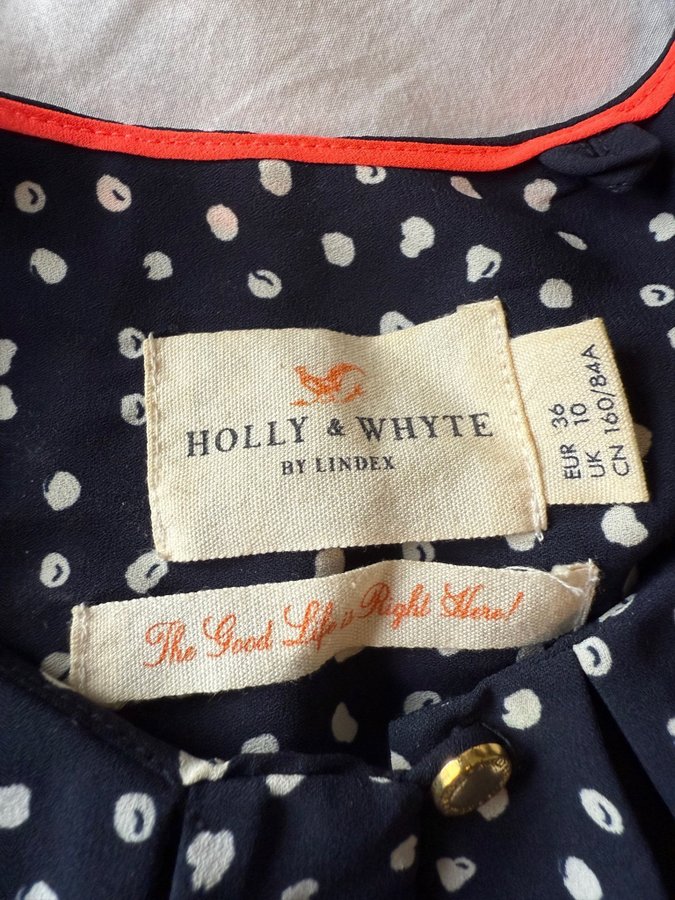 HOLLY & WHYTE
BY LINDEX
EUR 36
UK 10
CN 160/84A
The Good Life is Right Here!